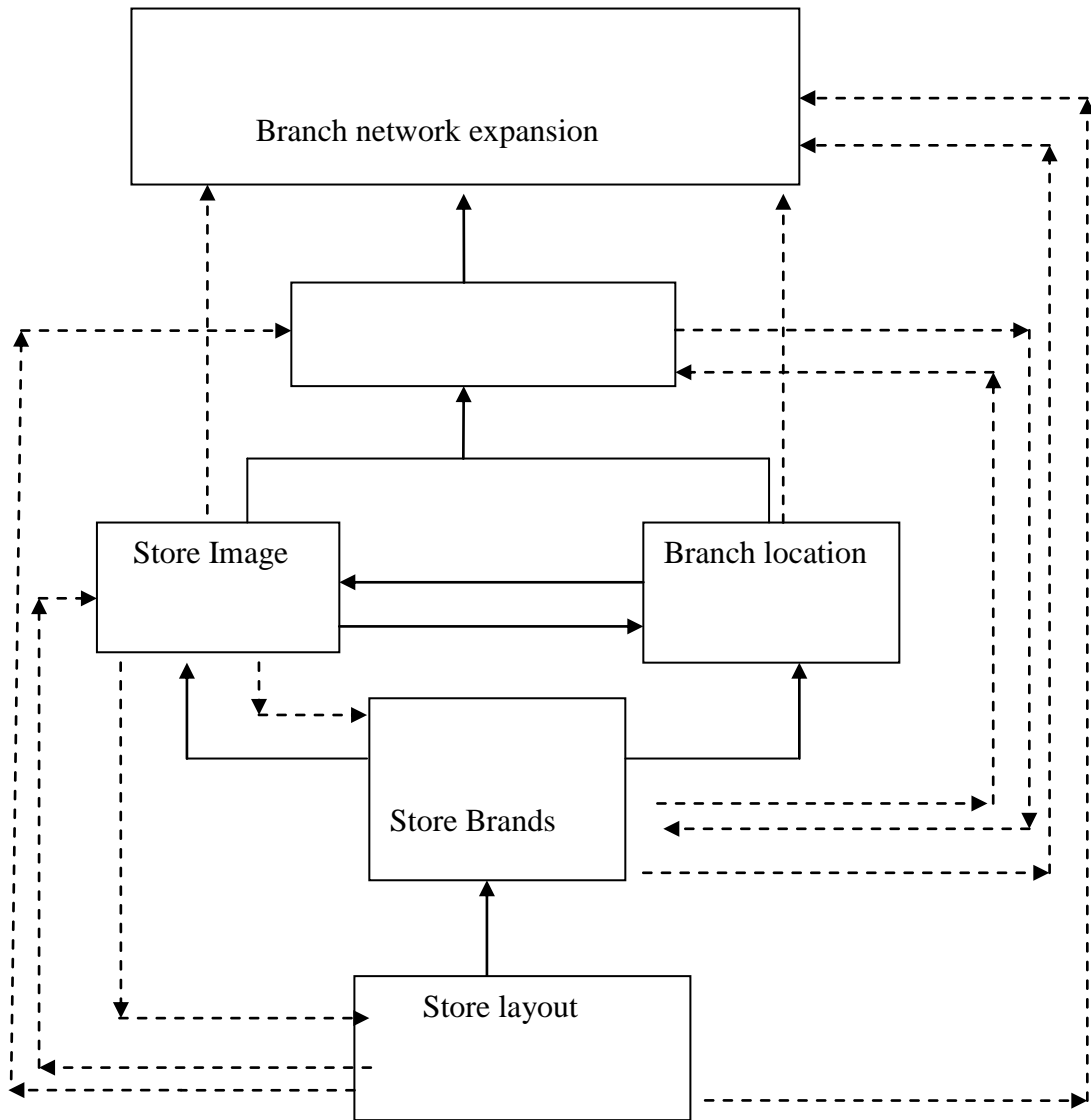 Branch network expansion
Store Image
Branch location
Store Brands
Store layout